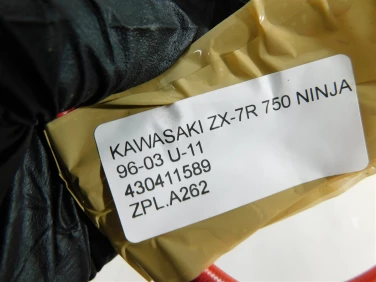 KAWASAKI ZX-7R 750 NINJA
96-03 U-11
430411589
ZPL.A262